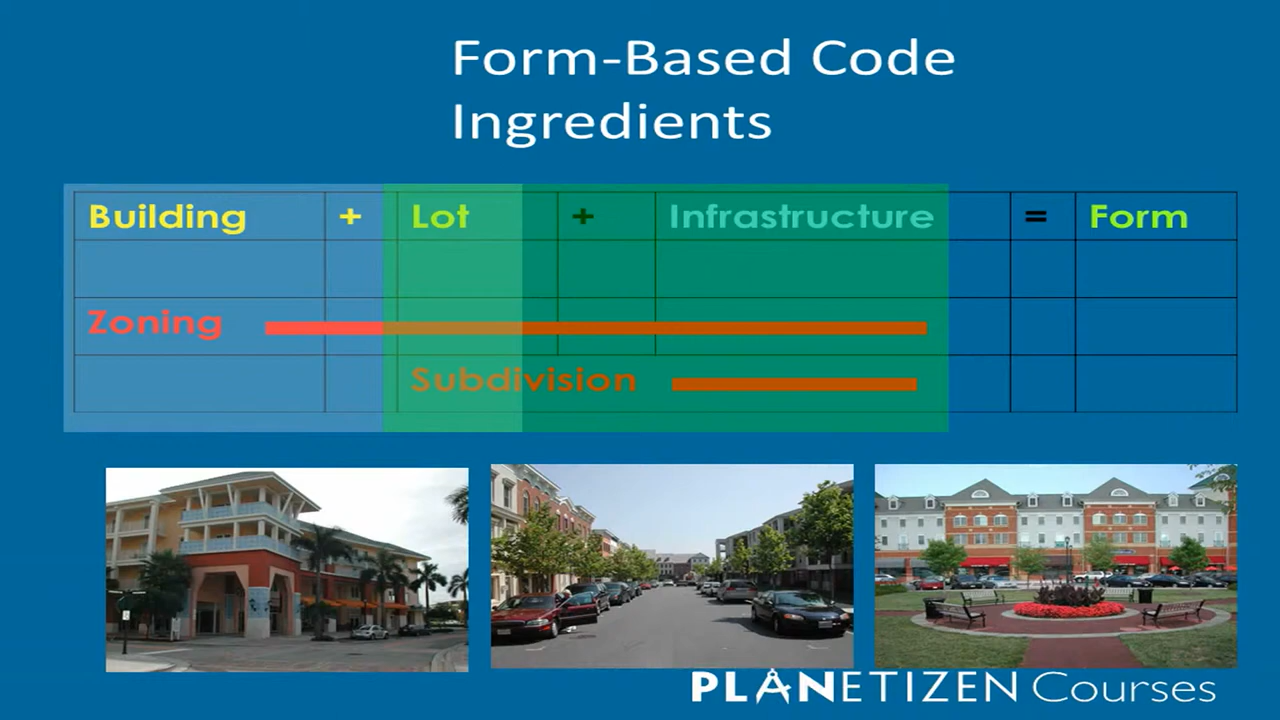 Form-Based Code
Ingredients
Building + Lot + Infrastructure = Form
Zoning
Subdivision
PLANETIZEN Courses